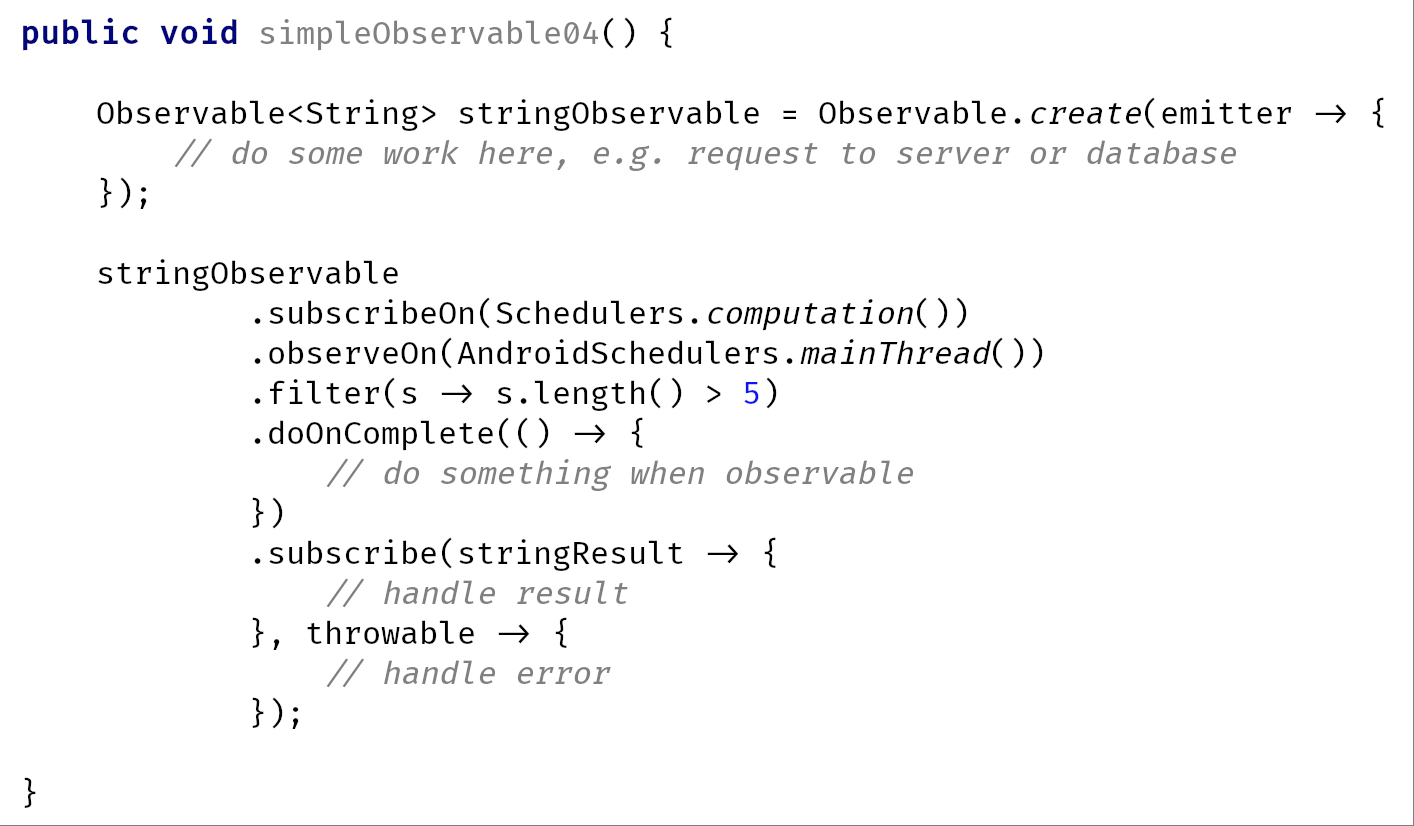 public void simpleObservable04() {
Observable<String> stringObservable = Observable.create(emitter -> {
// do some work here, e.g. request to server or database
});
stringObservable
.subscribeOn(Schedulers.computation())
.observeOn(AndroidSchedulers.mainThread())
.filter(s -> s.length() > 5)
.doOnComplete(() -> {
// do something when observable
})
.subscribe(stringResult -> {
// handle result
}, throwable -> {
// handle error
});
}